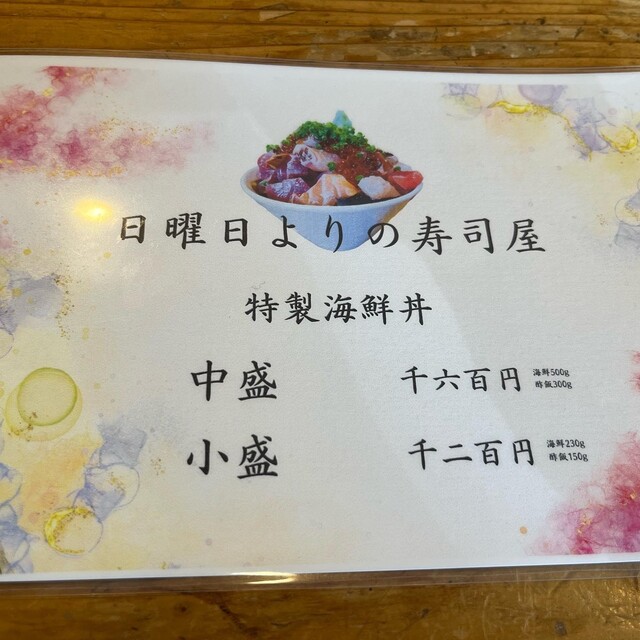 日曜日よりの寿司屋
特製海鮮丼
中盛 千六百円 海鮮500g
酢飯300g
小盛 千二百円 海鮮230g
酢飯150g